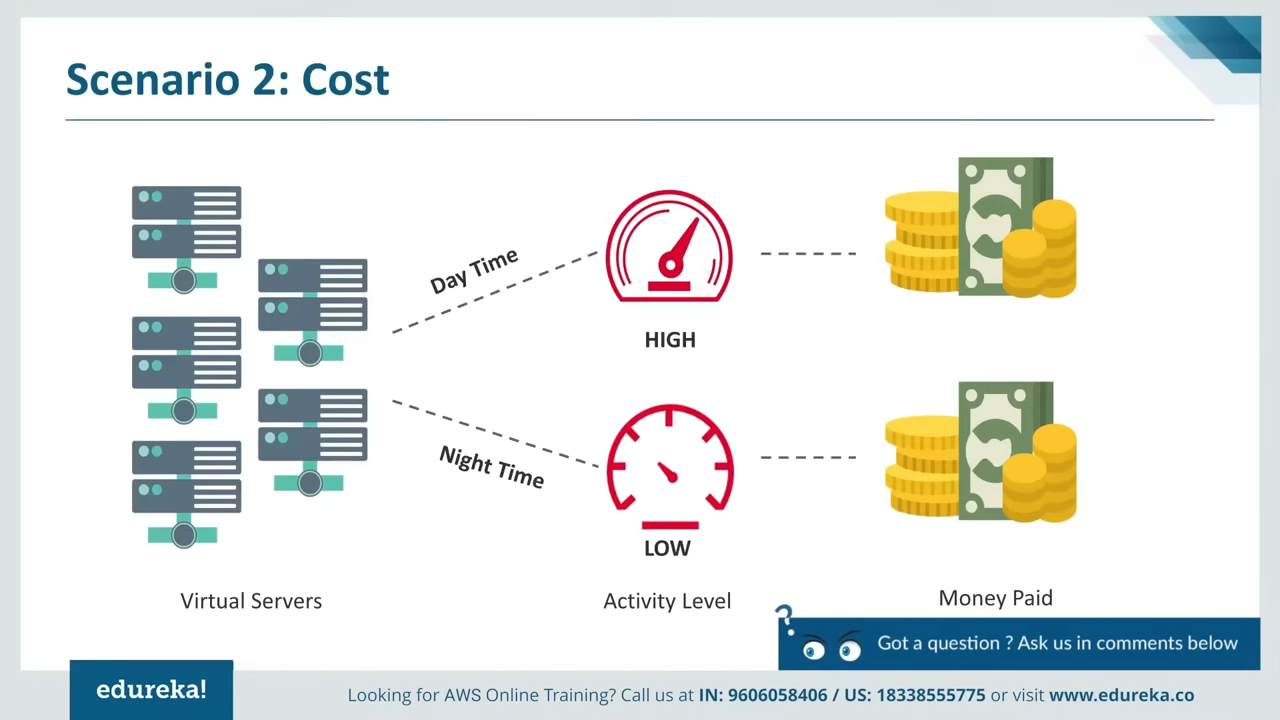 Scenario 2: Cost
Day Time
HIGH
Night Time
LOW
Virtual Servers
Activity Level
Money Paid
?
Got a question ? Ask us in comments below
edureka!
Looking for AWS Online Training? Call us at IN: 9606058406 / US: 18338555775 or visit www.edureka.co